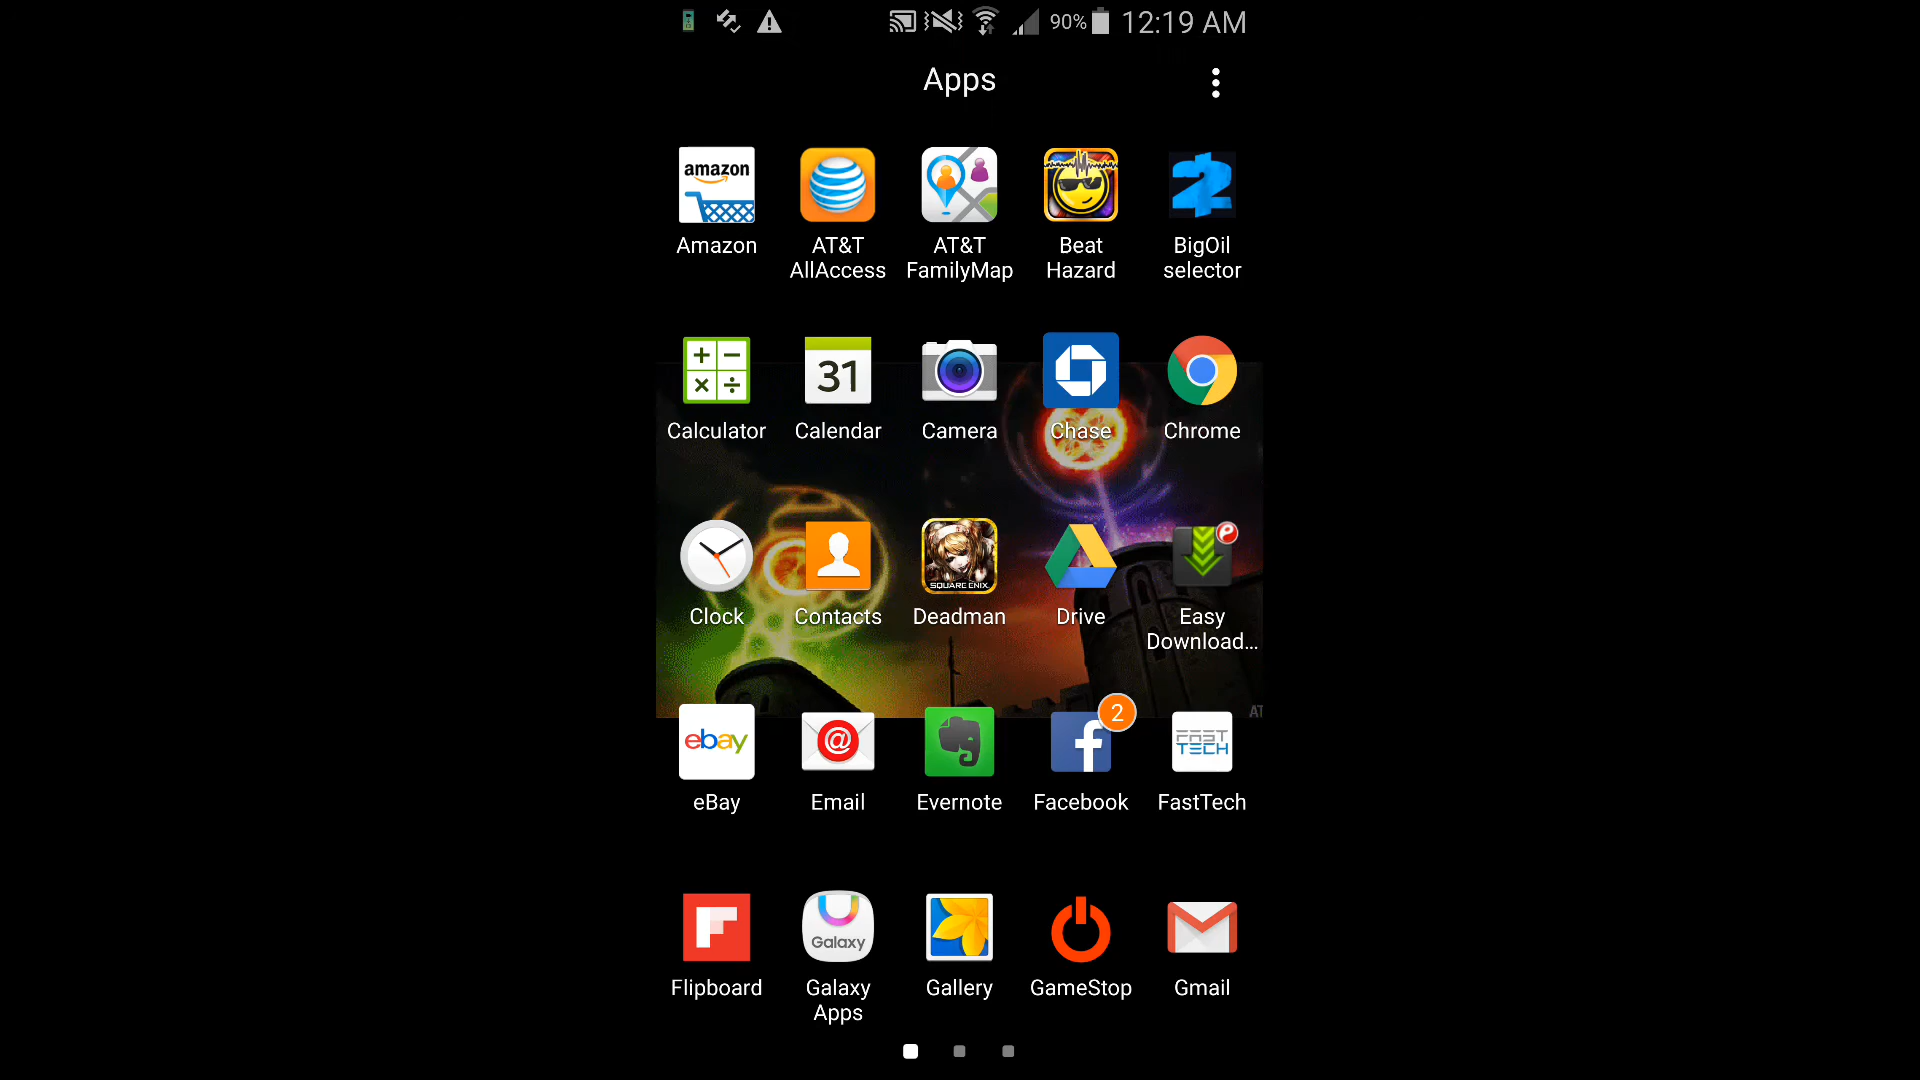 90% 12:19 AM
Apps
amazon
Amazon
AT&T
AllAccess
AT&T
FamilyMap
Beat
Hazard
BigOil
selector
31
Calculator
Calendar
Camera
Chase
Chrome
SQUARE ENIX
Clock
Contacts
Deadman
Drive
Easy
Download...
2
ebay
@
f
FAST
TECH
eBay
Email
Evernote
Facebook
FastTech
Galaxy
Flipboard
Galaxy
Apps
Gallery
GameStop
Gmail